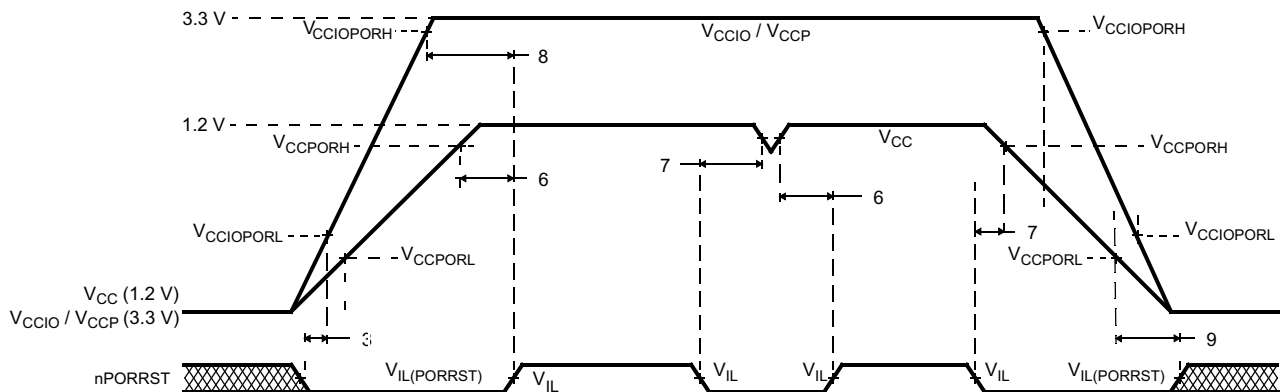 3.3 V
VCCIOPORH
VCCIO / VCCP
VCCIOPORH
8
1.2 V
VCCPORH
VCC
VCCPORH
7
6
6
VCCIOPORL
VCCPORL
7
VCCPORL
VCCIOPORL
VCC (1.2 V)
VCCIO / VCCP (3.3 V)
3
9
nPORRST
VIL(PORRST)
VIL
VIL
VIL
VIL
VIL(PORRST)